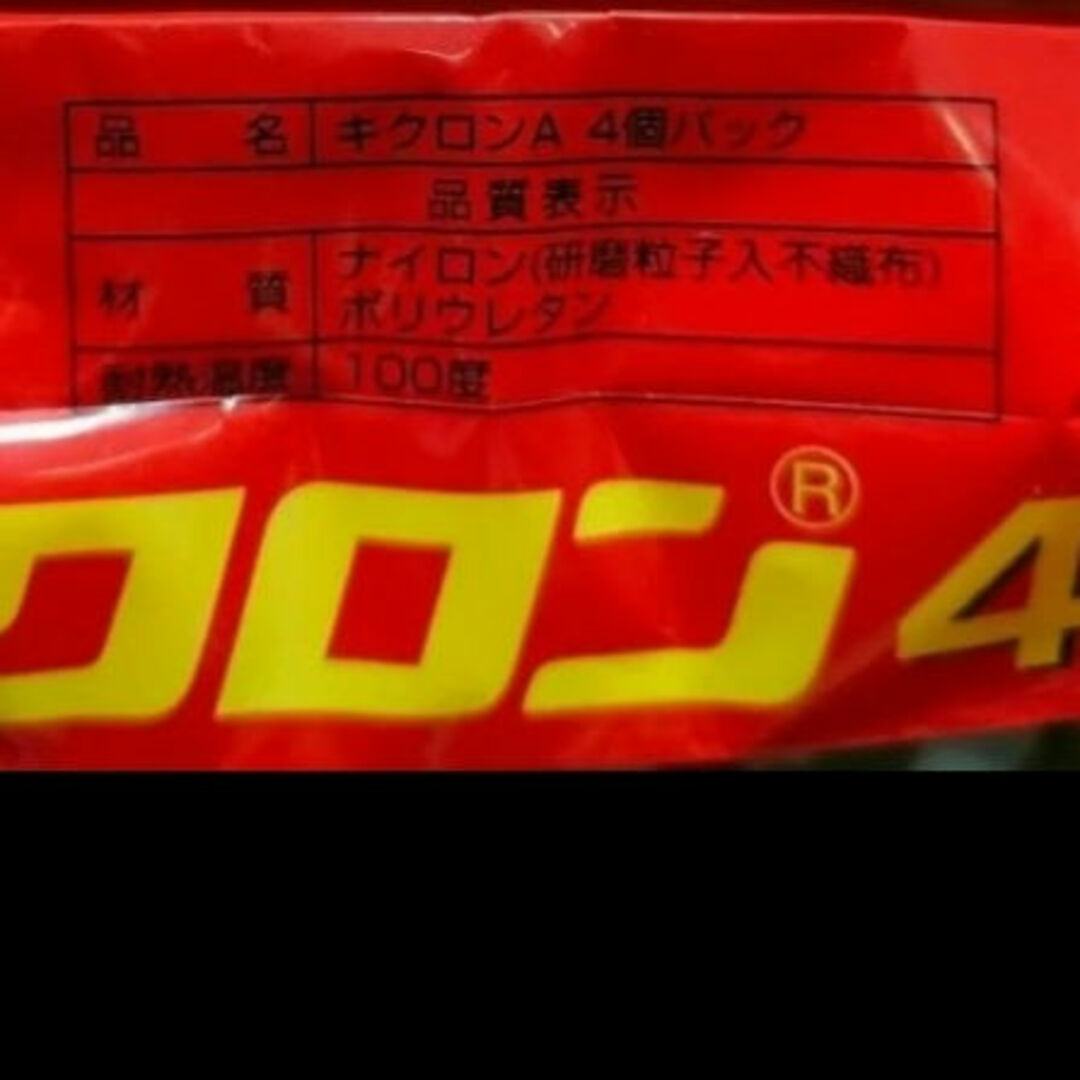 品名 キクロンA 4個パック
品質表示
材質 ナイロン(研磨粒子入不織布)
ポリウレタン
耐熱温度 100度
クロン® 4